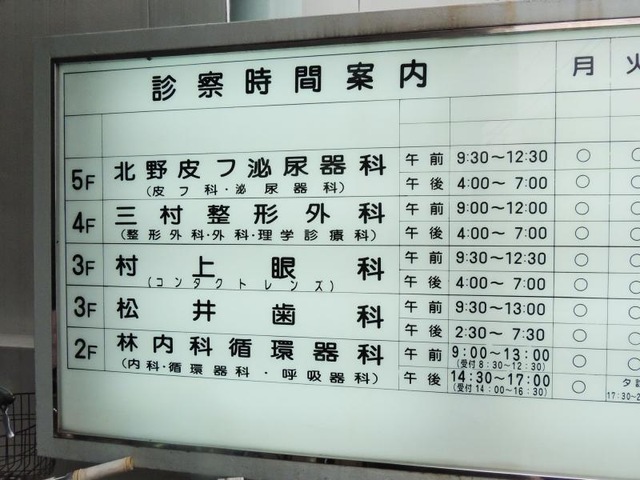 診察時間案内 月 火
5F 北野皮フ泌尿器科 午前 9:30〜12:30 ○ ○
(皮フ科・泌尿器科) 午後 4:00〜7:00 ○ ○
4F 三村整形外科 午前 9:00〜12:00 ○ ○
(整形外科・外科・理学診療科) 午後 4:00〜7:00 ○ ○
3F 村上眼科 午前 9:30〜12:30 ○ ○
(コンタクトレンズ) 午後 4:00〜7:00 ○ ○
3F 松井歯科 午前 9:30〜13:00 ○ ○
午後 2:30〜7:30 ○ ○
2F 林内科循環器科 午前 9:00〜13:00 ○ ○
(受付8:30〜12:30)
(内科・循環器科・呼吸器科) 午後 14:30〜17:00 ○ 夕
(受付14:00〜16:30) 17:30〜